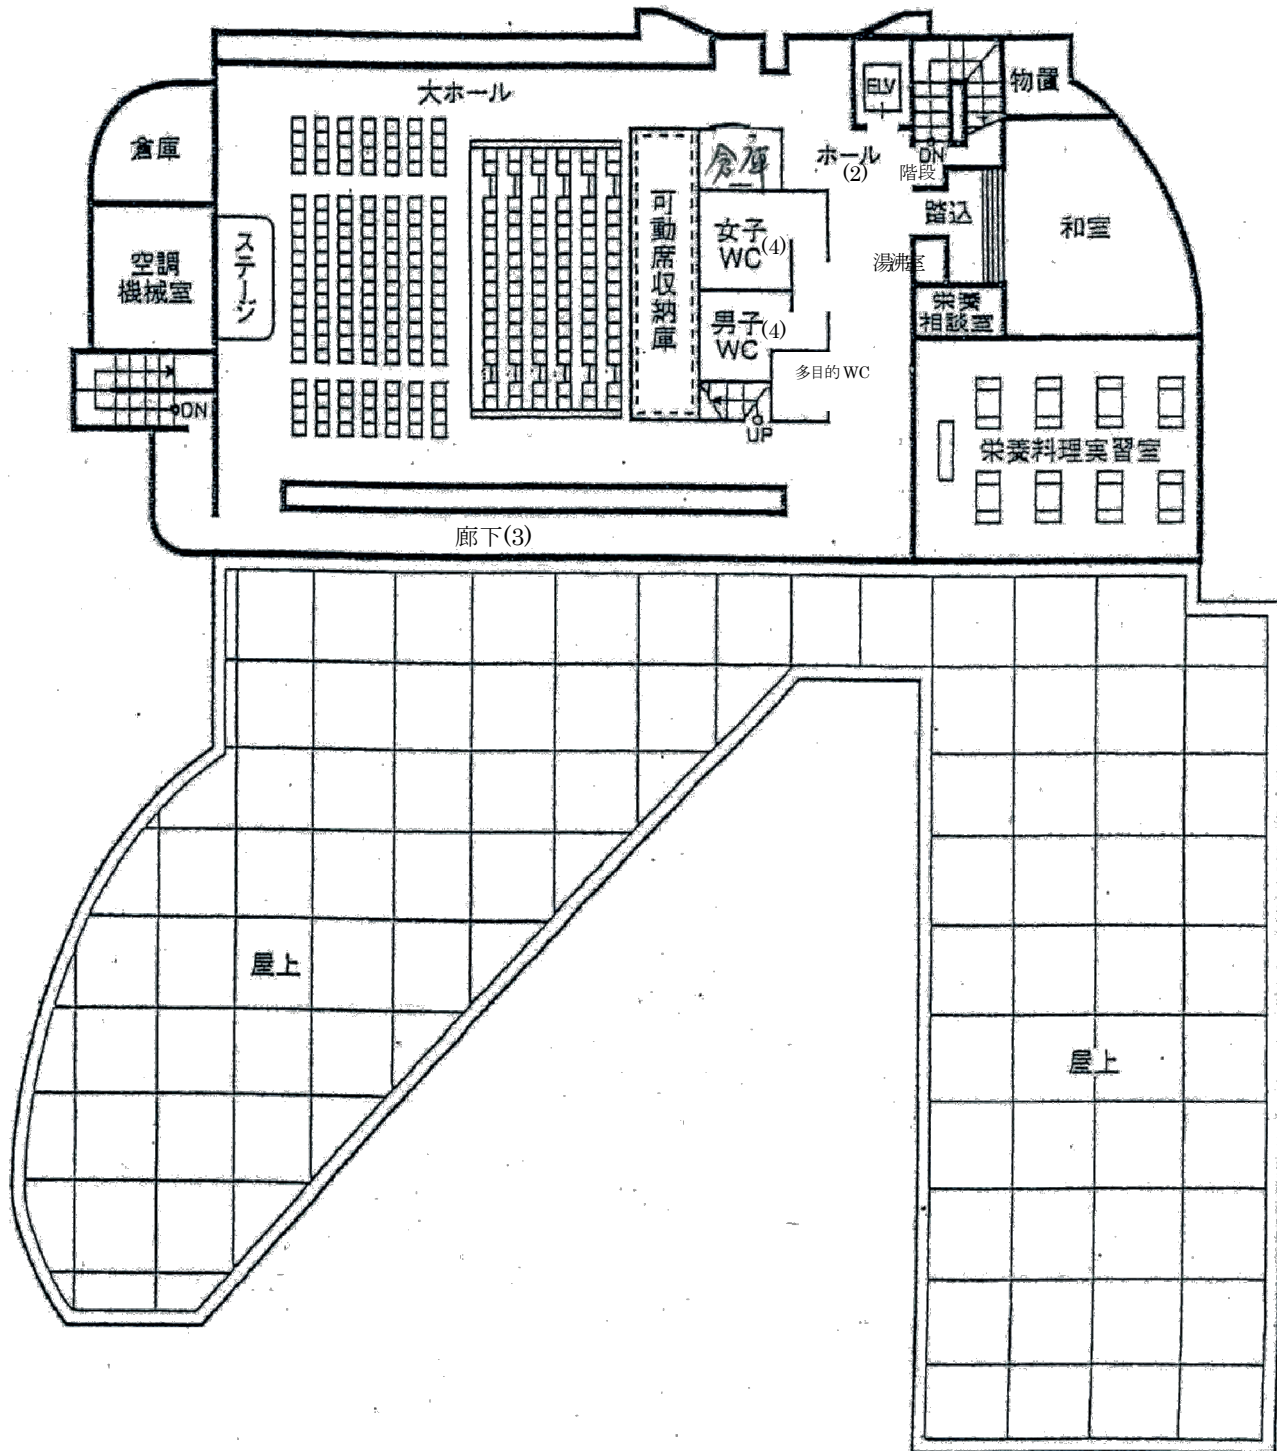 大ホール
ELV
物置
倉庫
倉庫
ホール
(2)
DN
階段
踏込
和室
ステージ
可動席収納庫
女子
WC
(4)
空調
機械室
湯沸室
栄養
相談室
男子
WC
(4)
多目的 WC
DN
UP
栄養料理実習室
廊下(3)
屋上
屋上